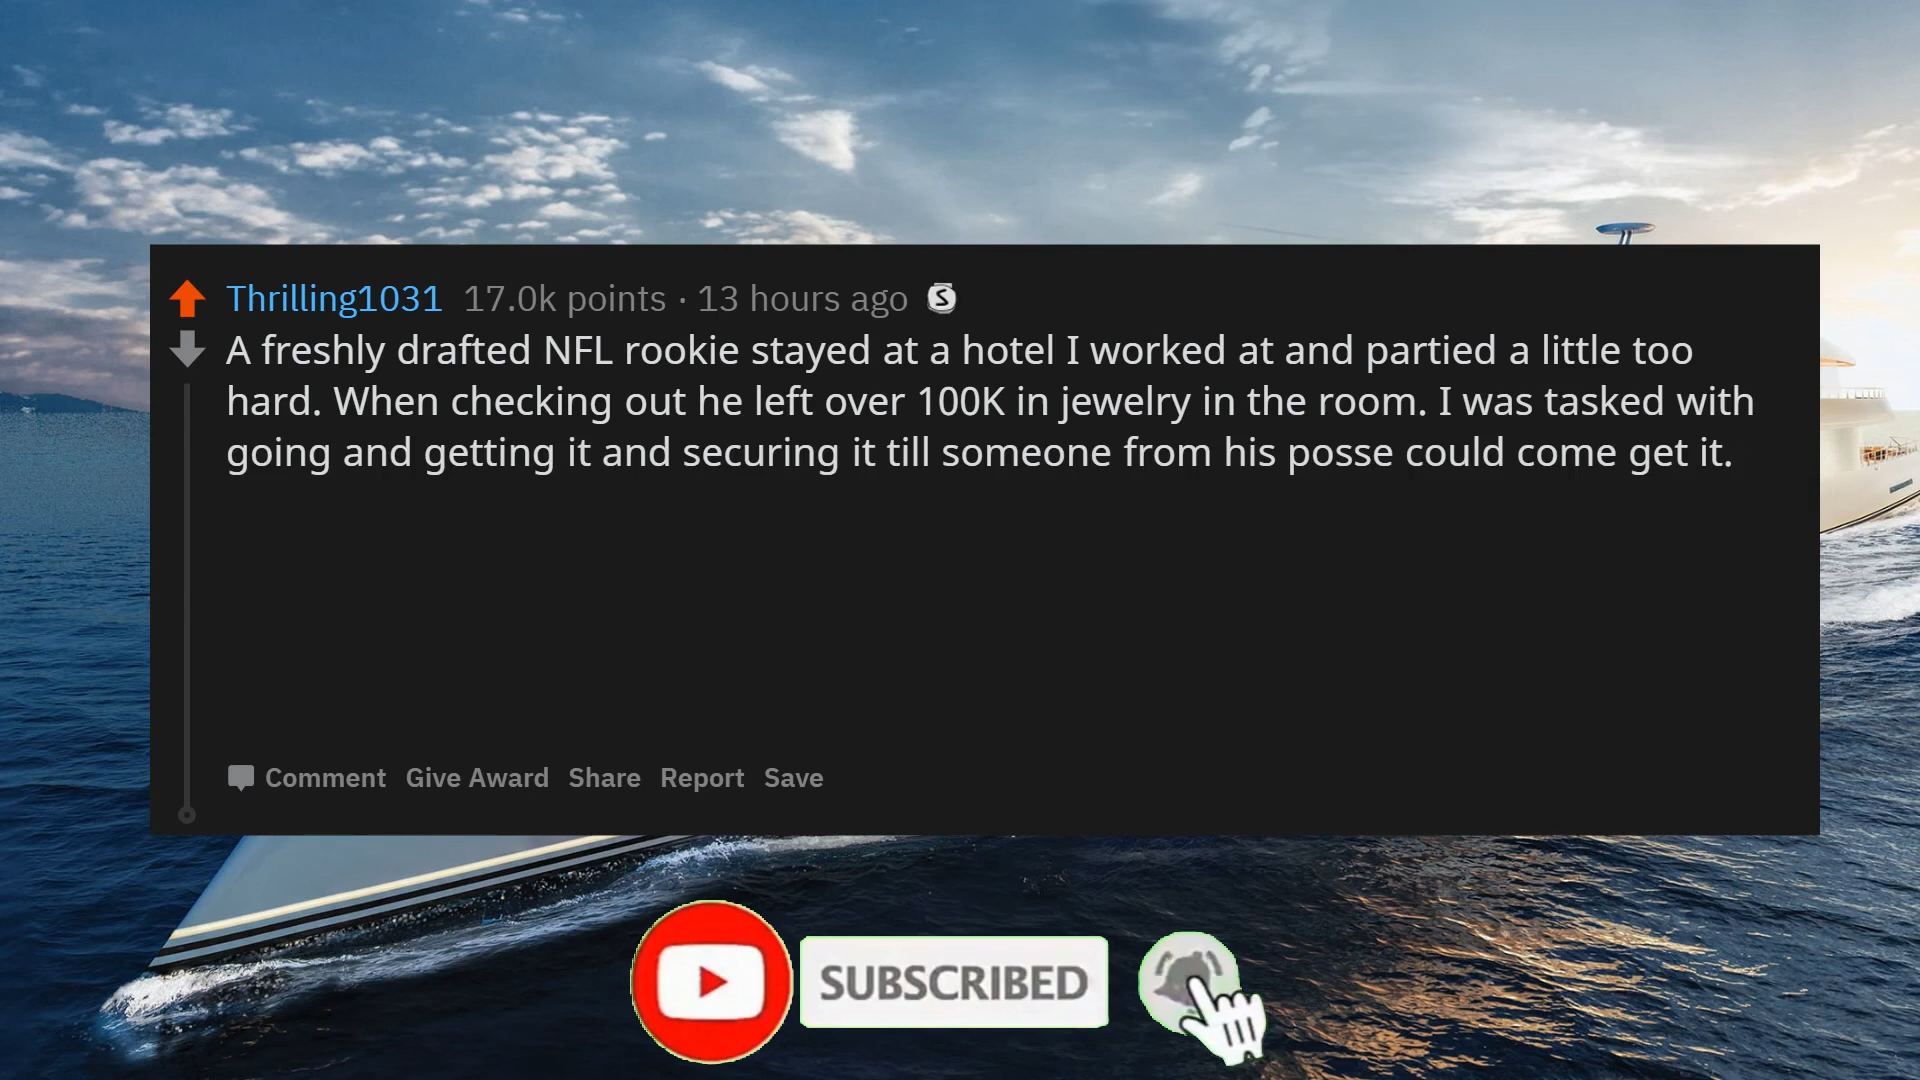 Thrilling1031 17.0k points · 13 hours ago
A freshly drafted NFL rookie stayed at a hotel I worked at and partied a little too
hard. When checking out he left over 100K in jewelry in the room. I was tasked with
going and getting it and securing it till someone from his posse could come get it.
Comment Give Award Share Report Save
SUBSCRIBED